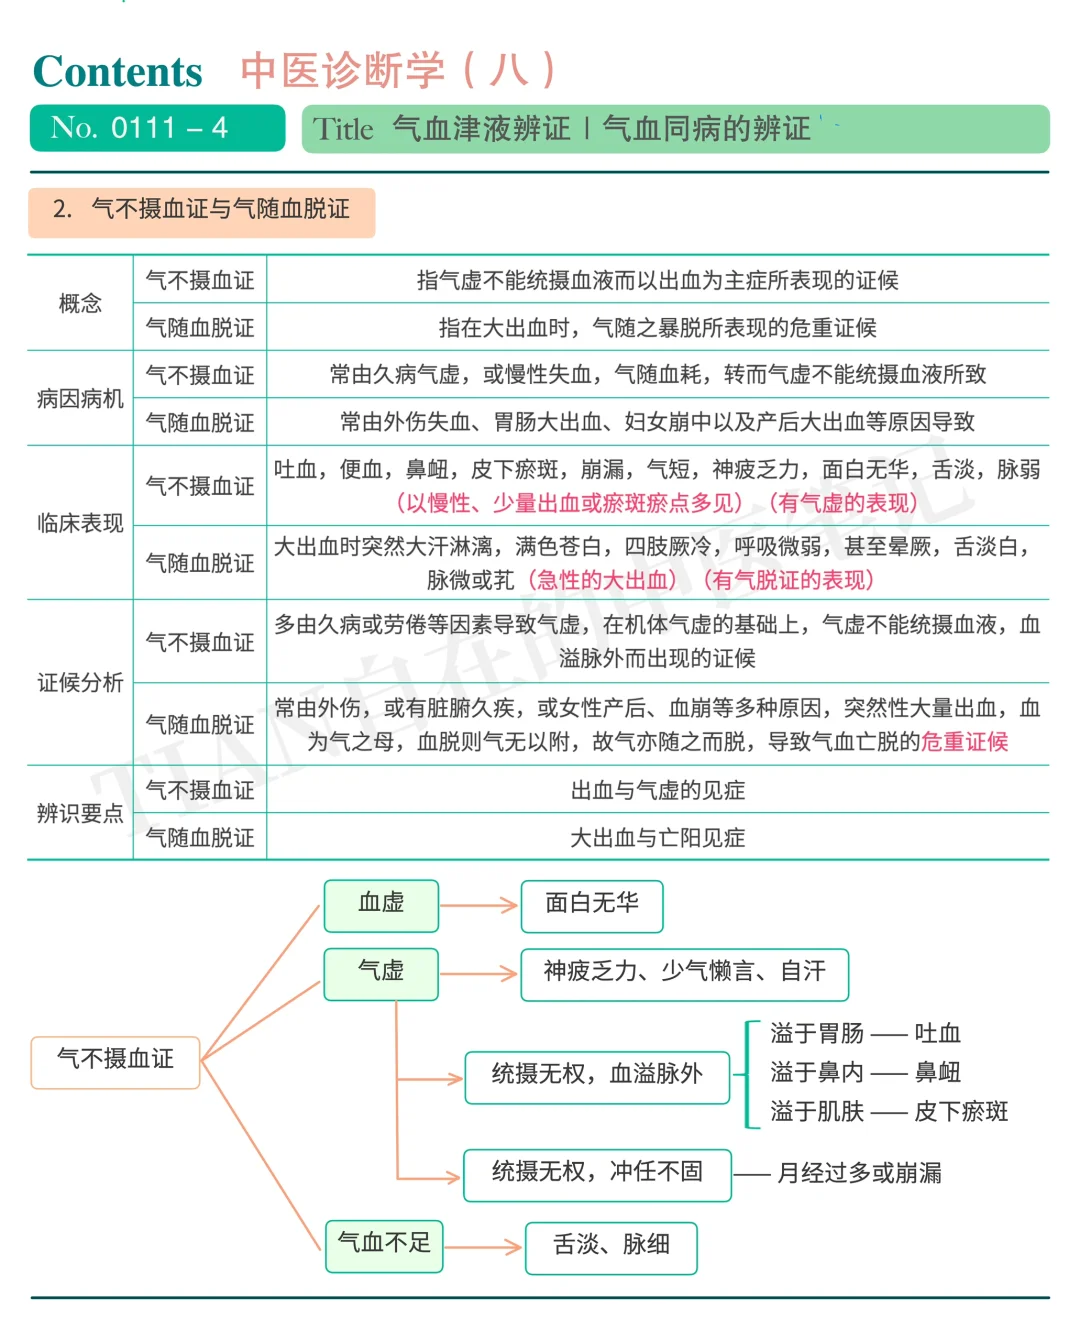 Contents 中医诊断学（八）
No. 0111 – 4
Title 气血津液辨证 | 气血同病的辨证
2. 气不摄血证与气随血脱证
概念
气不摄血证
指气虚不能统摄血液而以出血为主症所表现的证候
气随血脱证
指在大出血时，气随之暴脱所表现的危重证候
病因病机
气不摄血证
常由久病气虚，或慢性失血，气随血耗，转而气虚不能统摄血液所致
气随血脱证
常由外伤失血、胃肠大出血、妇女崩中以及产后大出血等原因导致
临床表现
气不摄血证
吐血，便血，鼻衄，皮下瘀斑，崩漏，气短，神疲乏力，面白无华，舌淡，脉弱
（以慢性、少量出血或瘀斑瘀点多见）（有气虚的表现）
气随血脱证
大出血时突然大汗淋漓，满色苍白，四肢厥冷，呼吸微弱，甚至晕厥，舌淡白，
脉微或芤（急性的大出血）（有气脱证的表现）
证候分析
气不摄血证
多由久病或劳倦等因素导致气虚，在机体气虚的基础上，气虚不能统摄血液，血
溢脉外而出现的证候
气随血脱证
常由外伤，或有脏腑久疾，或女性产后、血崩等多种原因，突然性大量出血，血
为气之母，血脱则气无以附，故气亦随之而脱，导致气血亡脱的危重证候
辨识要点
气不摄血证
出血与气虚的见症
气随血脱证
大出血与亡阳见症
TIAN自在的中医笔记
气不摄血证
血虚
面白无华
气虚
神疲乏力、少气懒言、自汗
统摄无权，血溢脉外
溢于胃肠 —— 吐血
溢于鼻内 —— 鼻衄
溢于肌肤 —— 皮下瘀斑
统摄无权，冲任不固 —— 月经过多或崩漏
气血不足
舌淡、脉细